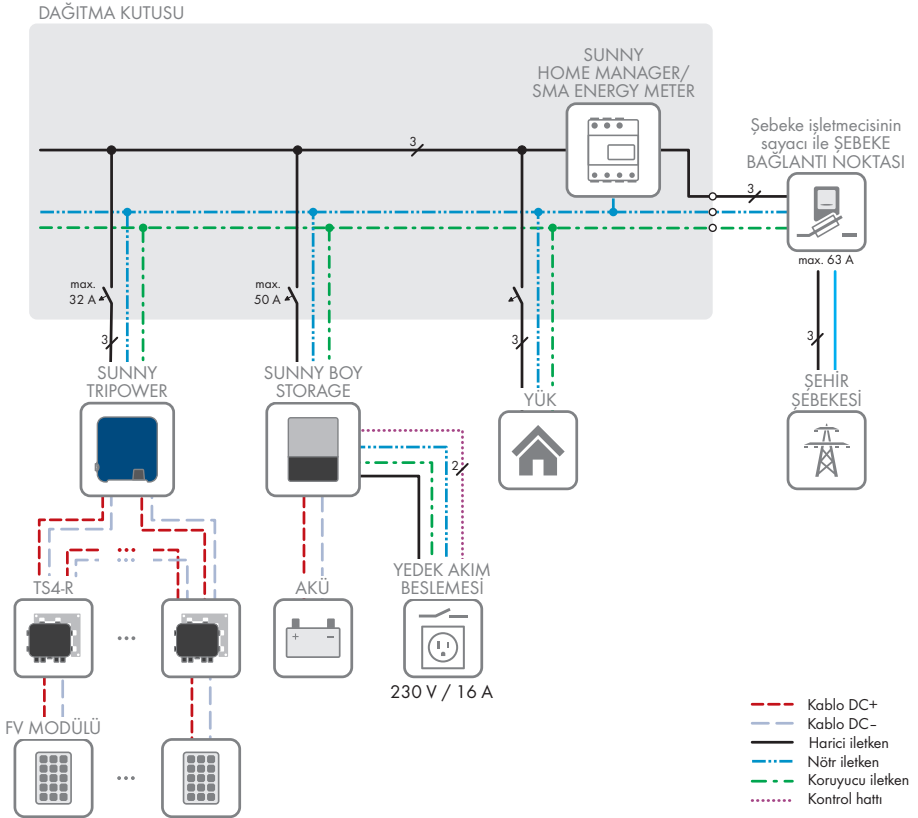 DAĞITMA KUTUSU
SUNNY
HOME MANAGER/
SMA ENERGY METER
Şebeke işletmecisinin
sayacı ile ŞEBEKE
BAĞLANTI NOKTASI
3
3
max. 63 A
max.
32 A
max.
50 A
3
3
3
SUNNY
TRIPOWER
SUNNY BOY
STORAGE
YÜK
ŞEHİR
ŞEBEKESİ
2
TS4-R
AKÜ
YEDEK AKIM
BESLEMESİ
230 V / 16 A
FV MODÜLÜ
Kablo DC+
Kablo DC–
Harici iletken
Nötr iletken
Koruyucu iletken
Kontrol hattı